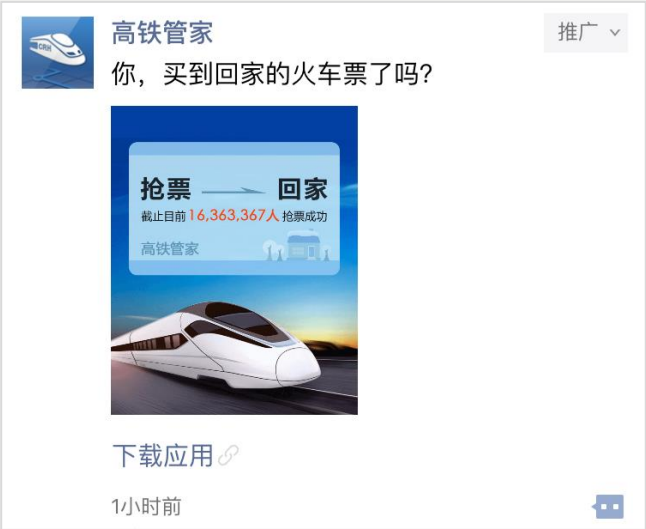 高铁管家
推广
你，买到回家的火车票了吗？
CRH
抢票 回家
截止目前16,363,367人抢票成功
高铁管家
下载应用
1小时前